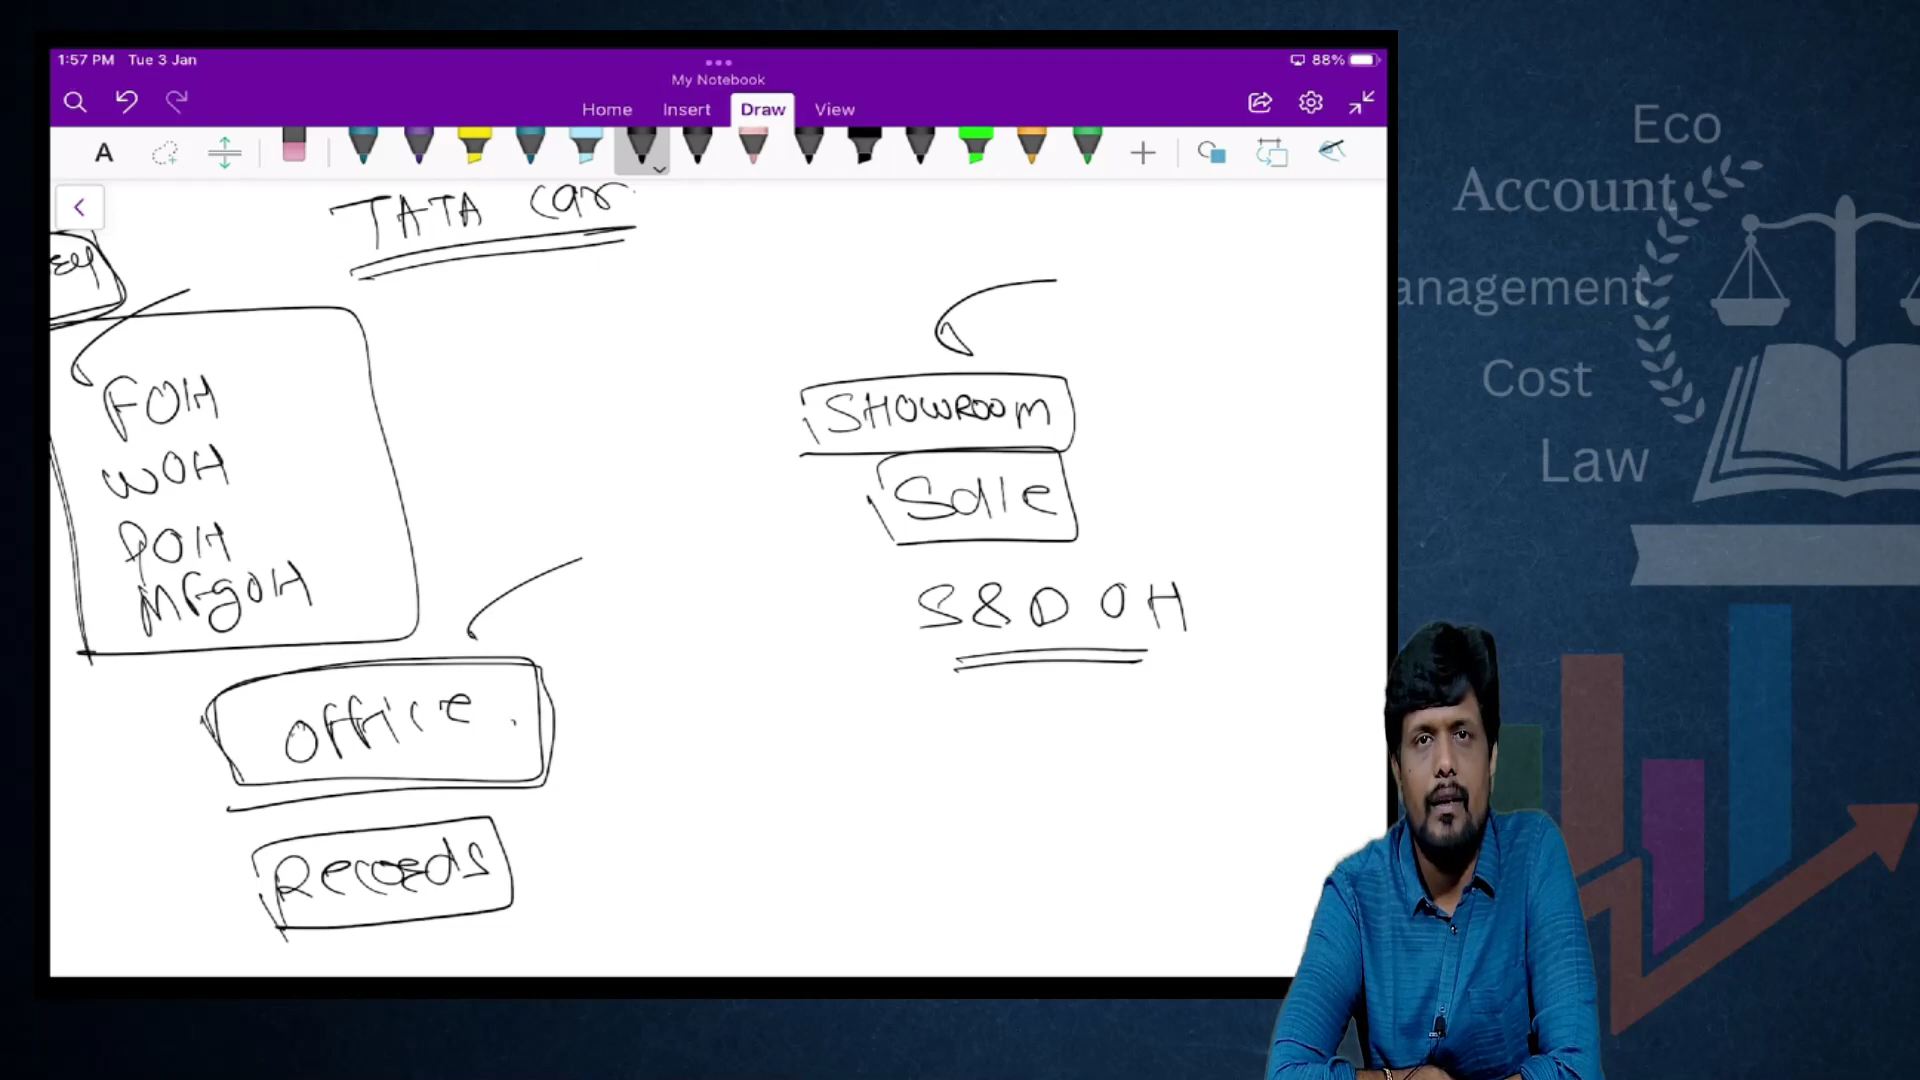 1:57 PM Tue 3 Jan
88%
My Notebook
Home Insert Draw View
A
TATA Car
FOH
WOH
POH
MFgOH
office
Records
SHOWROOM
Sale
S&D OH
Eco
Account
anagement
Cost
Law